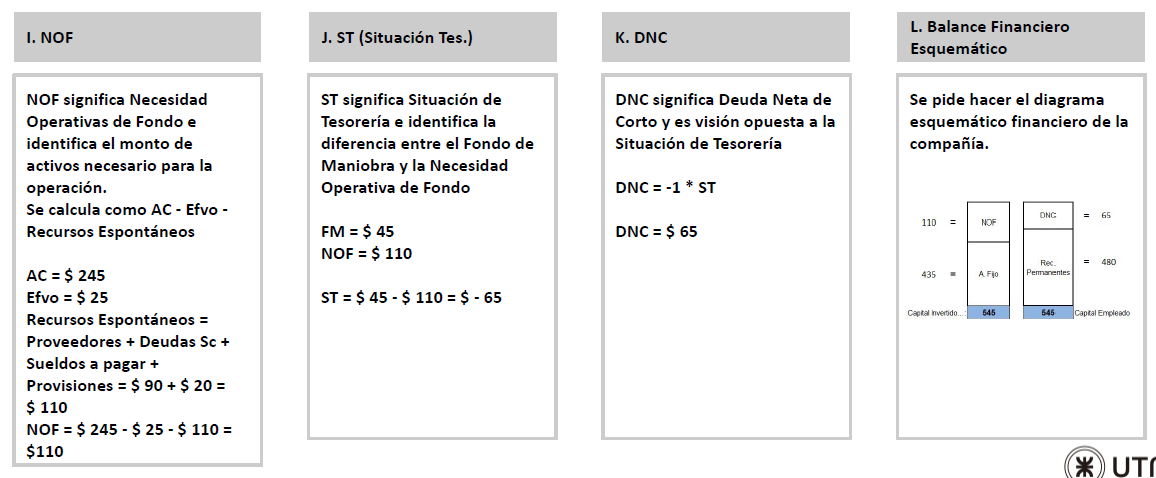 I. NOF
NOF significa Necesidad
Operativas de Fondo e
identifica el monto de
activos necesario para la
operación.
Se calcula como AC - Efvo -
Recursos Espontáneos
AC = $ 245
Efvo = $ 25
Recursos Espontáneos =
Proveedores + Deudas Sc +
Sueldos a pagar +
Provisiones = $ 90 + $ 20 =
$ 110
NOF = $ 245 - $ 25 - $ 110 =
$110
J. ST (Situación Tes.)
ST significa Situación de
Tesorería e identifica la
diferencia entre el Fondo de
Maniobra y la Necesidad
Operativa de Fondo
FM = $ 45
NOF = $ 110
ST = $ 45 - $ 110 = $ - 65
K. DNC
DNC significa Deuda Neta de
Corto y es visión opuesta a la
Situación de Tesorería
DNC = -1 * ST
DNC = $ 65
L. Balance Financiero
Esquemático
Se pide hacer el diagrama
esquemático financiero de la
compañía.
110 = NOF DNC = 65
435 = A. Fijo Rec.
Permanentes = 480
Capital Invertido...: 545 545 Capital Empleado
UTN